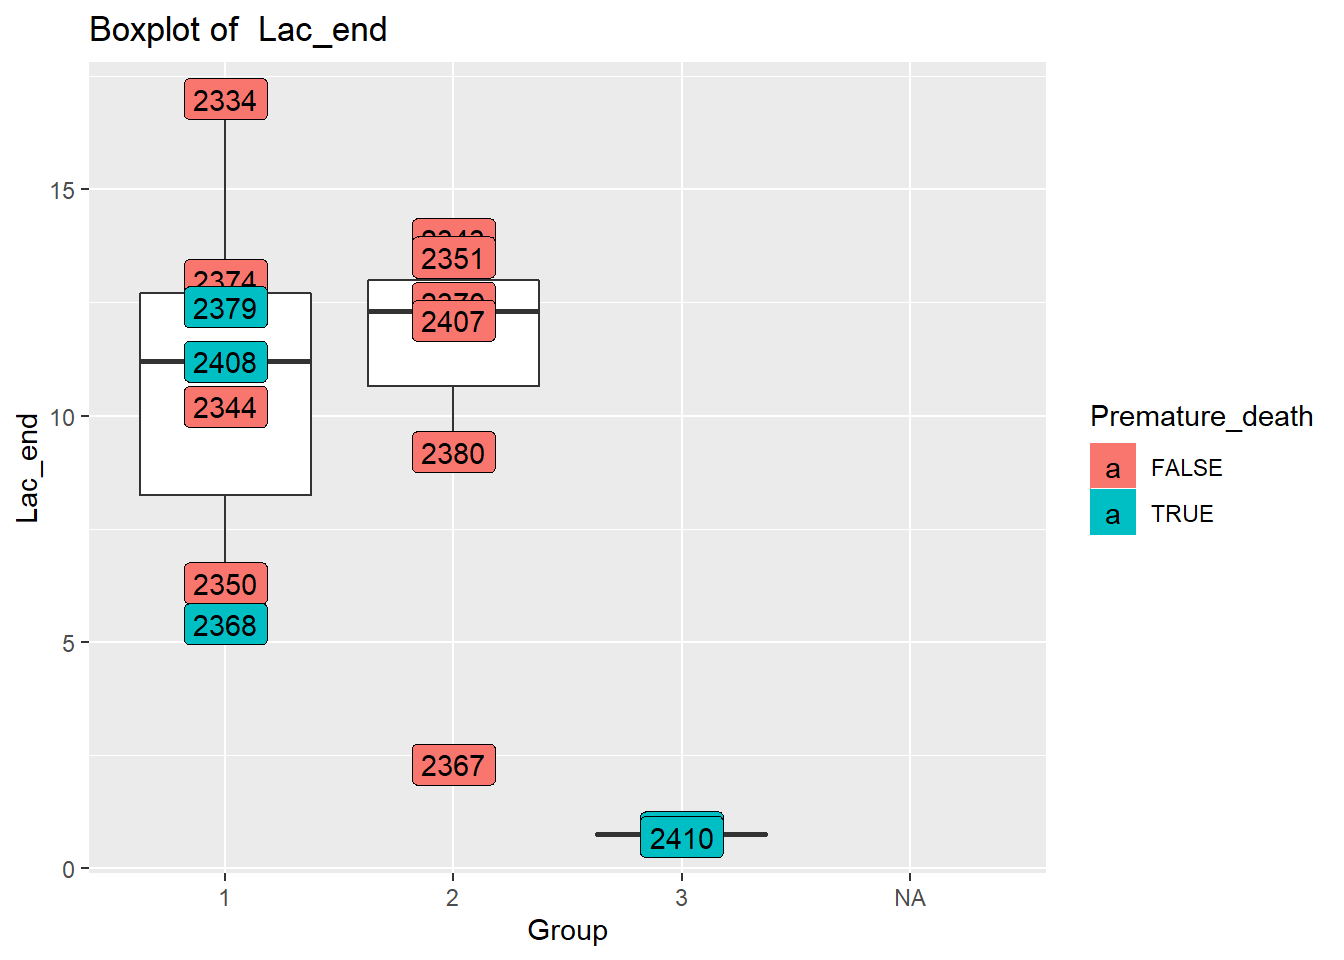 Boxplot of  Lac_end
Lac_end
15
10
5
0
2334
2374
2379
2408
2344
2350
2368
2351
2407
2380
2367
2410
1
2
3
NA
Group
Premature_death
a FALSE
a TRUE